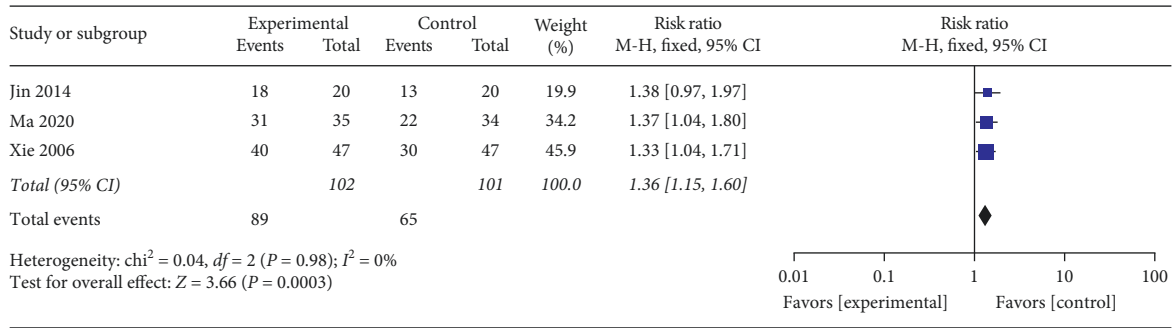 Study or subgroup Experimental Control Weight Risk ratio Risk ratio
Events Total Events Total (%) M-H, fixed, 95% CI M-H, fixed, 95% CI
Jin 2014 18 20 13 20 19.9 1.38 [0.97, 1.97]
Ma 2020 31 35 22 34 34.2 1.37 [1.04, 1.80]
Xie 2006 40 47 30 47 45.9 1.33 [1.04, 1.71]
Total (95% CI) 102 101 100.0 1.36 [1.15, 1.60]
Total events 89 65
Heterogeneity: chi² = 0.04, df = 2 (P = 0.98); I² = 0%
Test for overall effect: Z = 3.66 (P = 0.0003)
0.01 0.1 1 10 100
Favors [experimental] Favors [control]